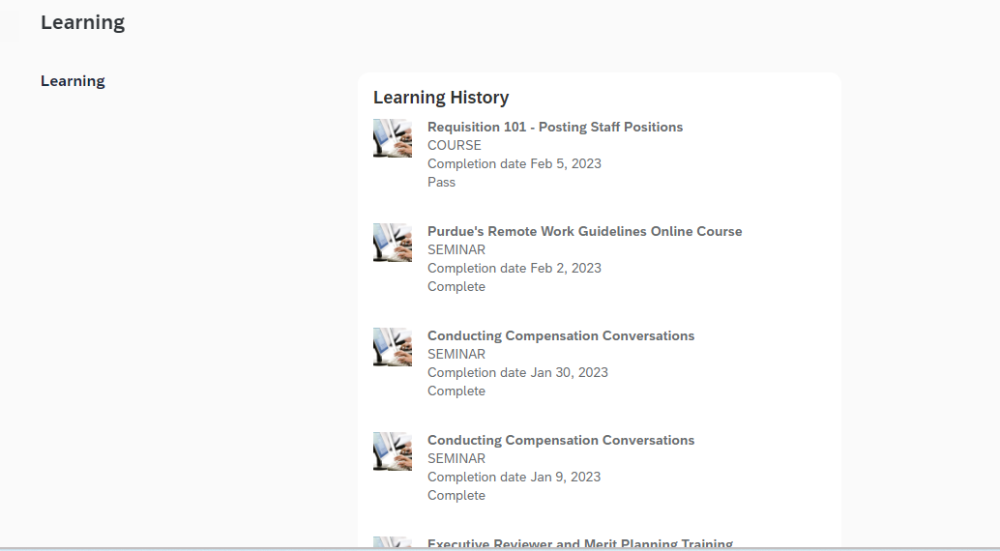 Learning
Learning
Learning History
Requisition 101 - Posting Staff Positions
COURSE
Completion date Feb 5, 2023
Pass
Purdue's Remote Work Guidelines Online Course
SEMINAR
Completion date Feb 2, 2023
Complete
Conducting Compensation Conversations
SEMINAR
Completion date Jan 30, 2023
Complete
Conducting Compensation Conversations
SEMINAR
Completion date Jan 9, 2023
Complete
Executive Reviewer and Merit Planning Training